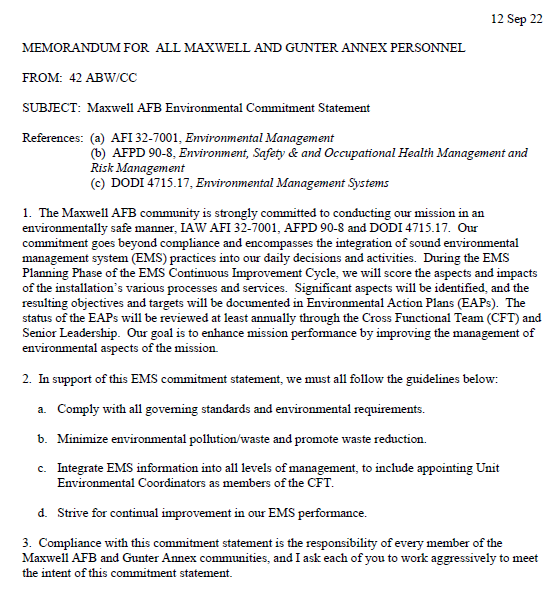 12 Sep 22
MEMORANDUM FOR ALL MAXWELL AND GUNTER ANNEX PERSONNEL
FROM: 42 ABW/CC
SUBJECT: Maxwell AFB Environmental Commitment Statement
References: (a) AFI 32-7001, Environmental Management
(b) AFPD 90-8, Environment, Safety & and Occupational Health Management and
Risk Management
(c) DODI 4715.17, Environmental Management Systems
1. The Maxwell AFB community is strongly committed to conducting our mission in an
environmentally safe manner, IAW AFI 32-7001, AFPD 90-8 and DODI 4715.17. Our
commitment goes beyond compliance and encompasses the integration of sound environmental
management system (EMS) practices into our daily decisions and activities. During the EMS
Planning Phase of the EMS Continuous Improvement Cycle, we will score the aspects and impacts
of the installation's various processes and services. Significant aspects will be identified, and the
resulting objectives and targets will be documented in Environmental Action Plans (EAPs). The
status of the EAPs will be reviewed at least annually through the Cross Functional Team (CFT) and
Senior Leadership. Our goal is to enhance mission performance by improving the management of
environmental aspects of the mission.
2. In support of this EMS commitment statement, we must all follow the guidelines below:
a. Comply with all governing standards and environmental requirements.
b. Minimize environmental pollution/waste and promote waste reduction.
c. Integrate EMS information into all levels of management, to include appointing Unit
Environmental Coordinators as members of the CFT.
d. Strive for continual improvement in our EMS performance.
3. Compliance with this commitment statement is the responsibility of every member of the
Maxwell AFB and Gunter Annex communities, and I ask each of you to work aggressively to meet
the intent of this commitment statement.